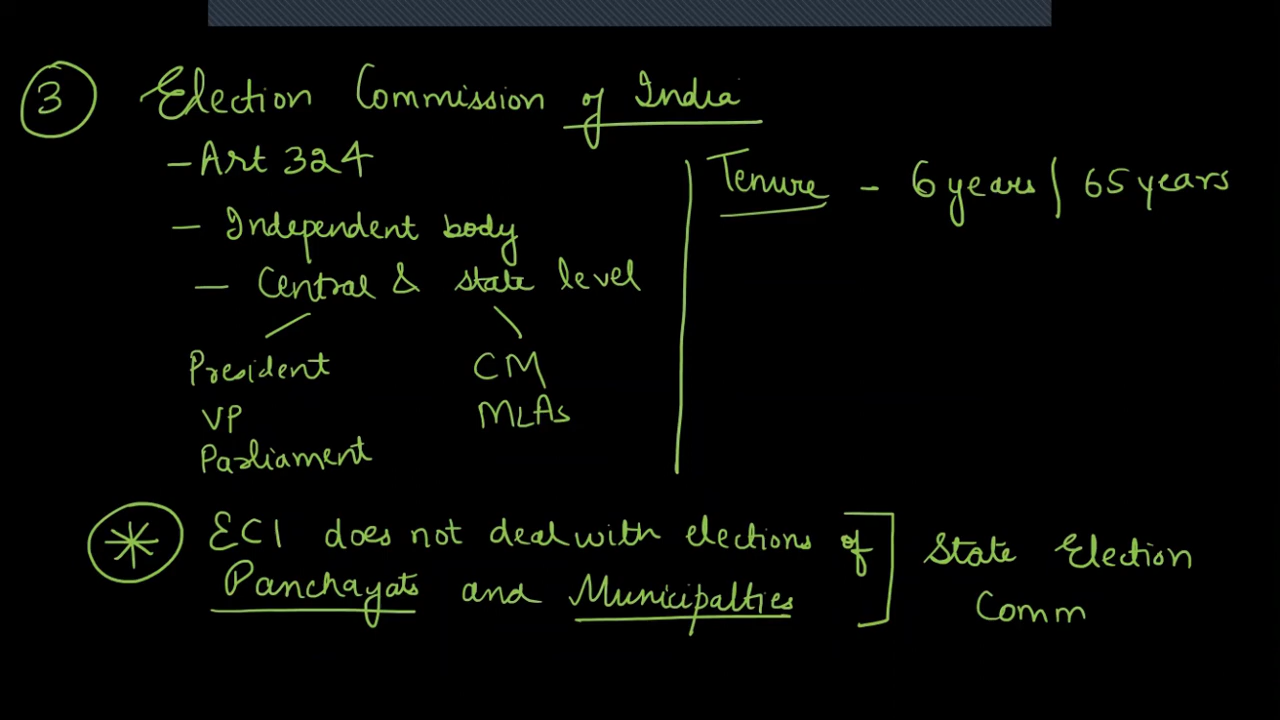 3 Election Commission of India
- Art 324
- Independent body
- Central & state level
President
VP
Parliament
CM
MLAs
Tenure - 6 years | 65 years
* ECI does not deal with elections of
Panchayats and Municipalties
State Election
Comm